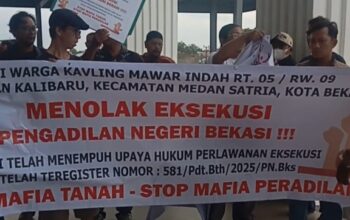 I WARGA KAVLING MAWAR INDAH RT. 05 / RW. 09
AN KALIBARU, KECAMATAN MEDAN SATRIA, KOTA BEK
MENOLAK EKSEKUSI
PENGADILAN NEGERI BEKASI !!!
I TELAH MENEMPUH UPAYA HUKUM PERLAWANAN EKSEKUSI
TELAH TEREGISTER NOMOR : 581/Pdt.Bth/2025/PN.Bks
MAFIA TANAH - STOP MAFIA PERADILA